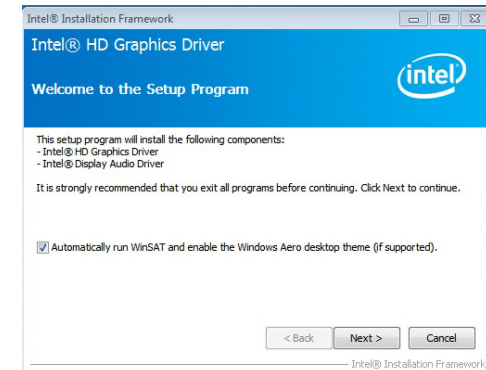 Intel® Installation Framework
Intel® HD Graphics Driver
intel
Welcome to the Setup Program
This setup program will install the following components:
- Intel® HD Graphics Driver
- Intel® Display Audio Driver
It is strongly recommended that you exit all programs before continuing. Click Next to continue.
Automatically run WinSAT and enable the Windows Aero desktop theme (if supported).
< Back Next > Cancel
Intel® Installation Framework